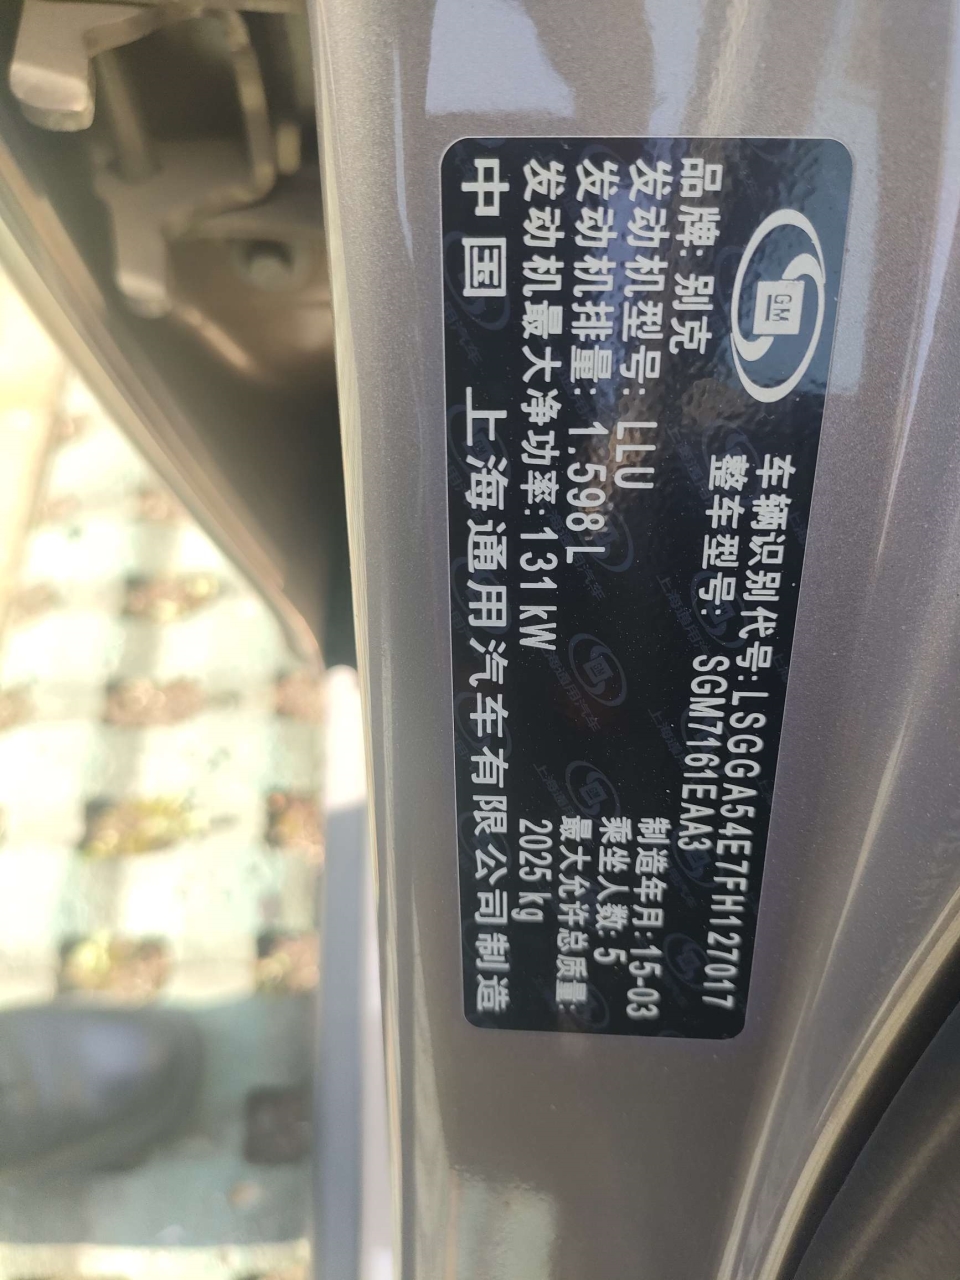 GM
车辆识别代号:LSGGA54E7FH127017
整车型号: SGM7161EAA3
品牌: 别克
发动机型号: LLU
发动机排量: 1.598L
发动机最大净功率:131kW
制造年月:15-03
乘坐人数: 5
最大允许总质量:
2025kg
中国 上海通用汽车有限公司制造